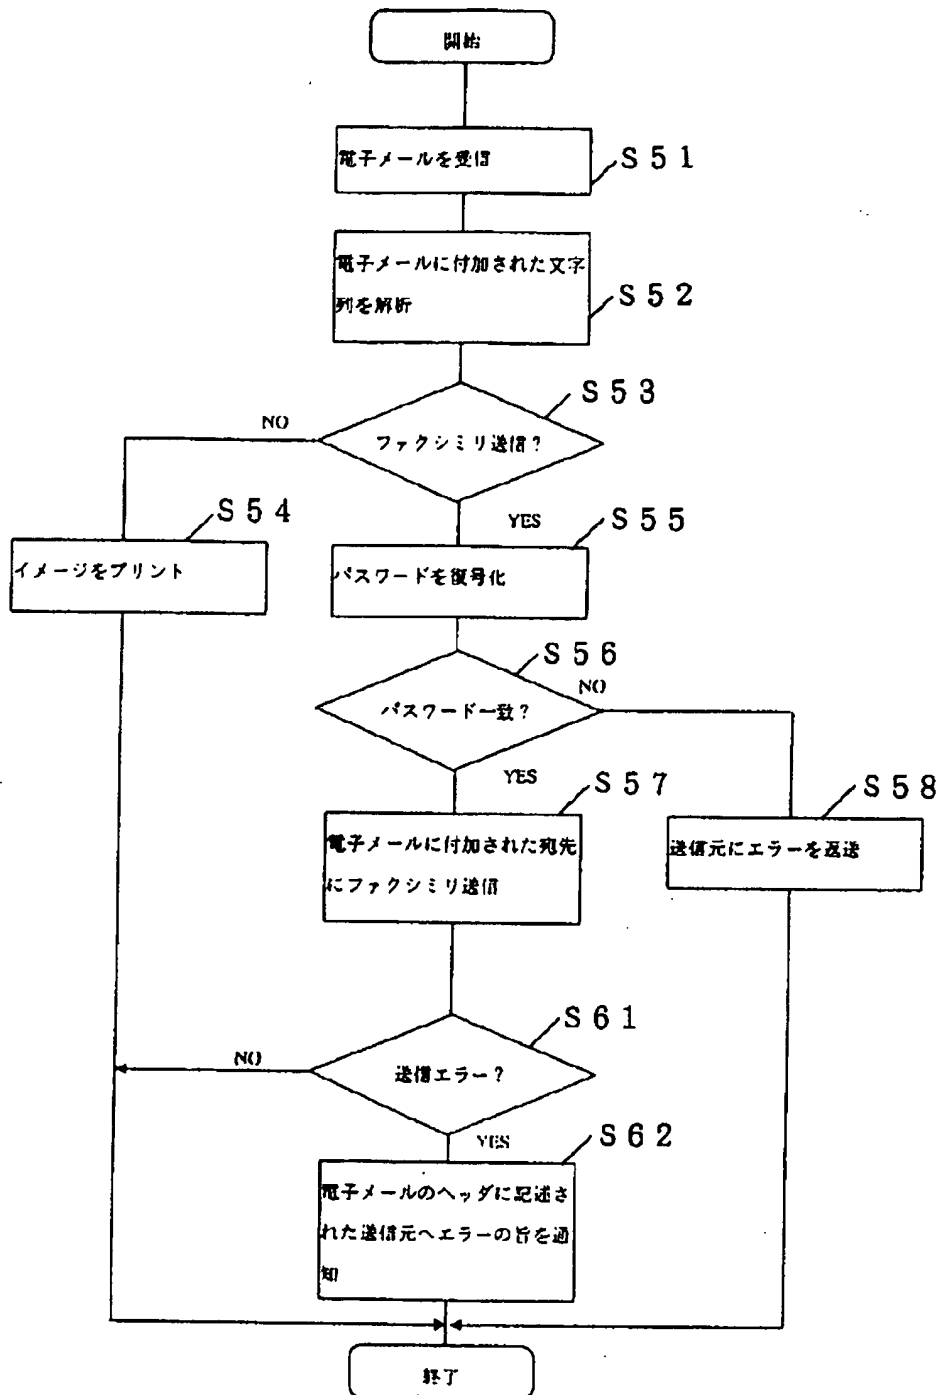 開始
電子メールを受信
S51
電子メールに付加された文字
列を解析
S52
S53
NO
ファクシミリ送信?
YES
S54
イメージをプリント
S55
パスワードを復号化
S56
NO
パスワード一致?
YES
S57
電子メールに付加された宛先
にファクシミリ送信
S58
送信元にエラーを返送
S61
NO
送信エラー?
YES
S62
電子メールのヘッダに記述さ
れた送信元へエラーの旨を通
知
終了